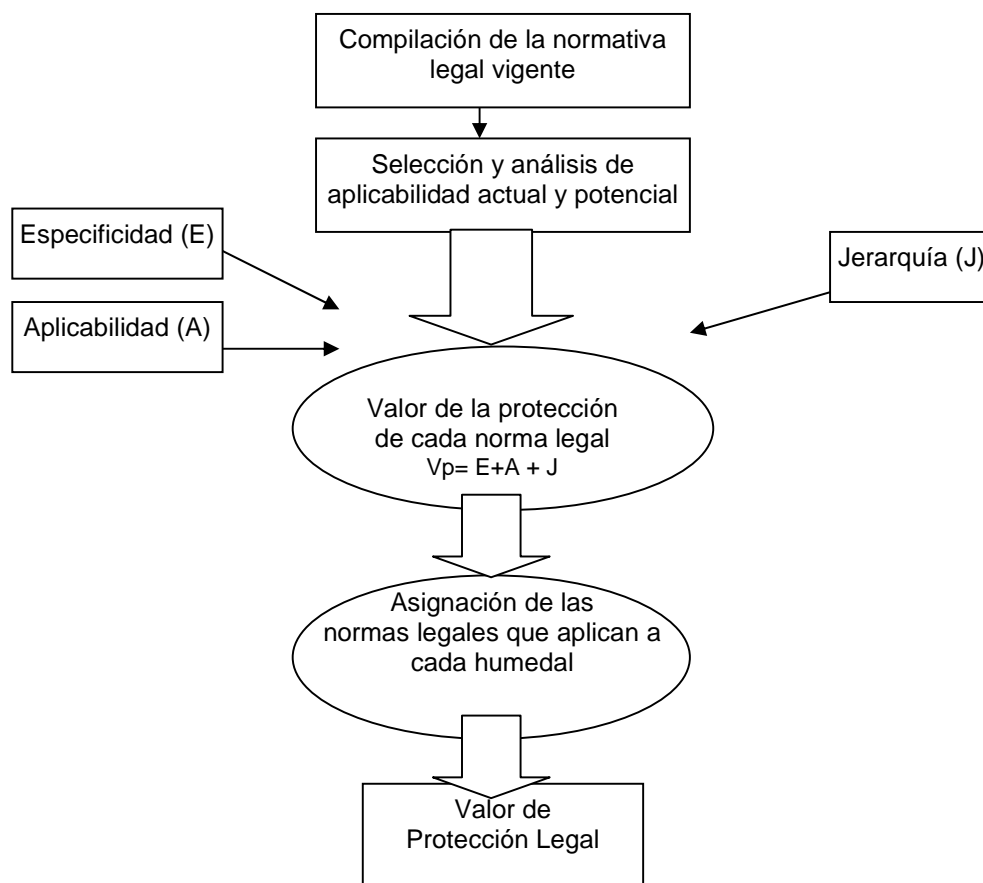 Compilación de la normativa
legal vigente
Selección y análisis de
aplicabilidad actual y potencial
Especificidad (E)
Jerarquía (J)
Aplicabilidad (A)
Valor de la protección
de cada norma legal
Vp= E+A + J
Asignación de las
normas legales que aplican a
cada humedal
Valor de
Protección Legal